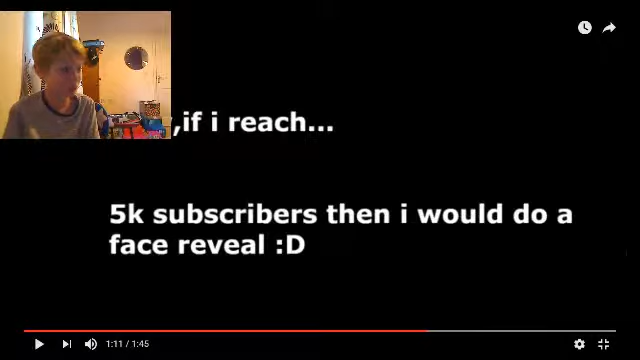 ,if i reach...
5k subscribers then i would do a
face reveal :D
1:11 / 1:45